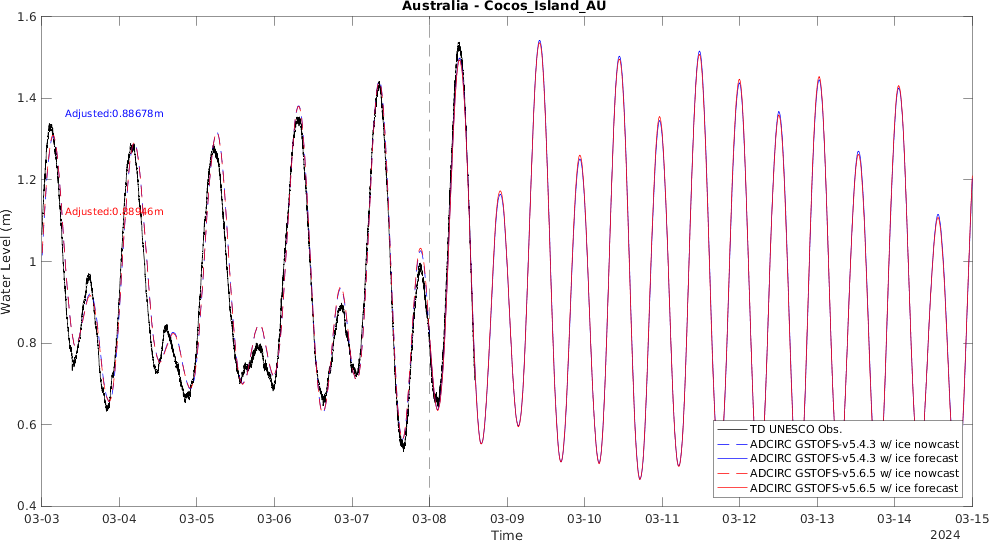 Australia - Cocos_Island_AU
1.6
1.4
1.2
1
0.8
0.6
0.4
Water Level (m)
Adjusted:0.88678m
Adjusted:0.88946m
TD UNESCO Obs.
ADCIRC GSTOFS-v5.4.3 w/ ice nowcast
ADCIRC GSTOFS-v5.4.3 w/ ice forecast
ADCIRC GSTOFS-v5.6.5 w/ ice nowcast
ADCIRC GSTOFS-v5.6.5 w/ ice forecast
03-03 03-04 03-05 03-06 03-07 03-08 03-09 03-10 03-11 03-12 03-13 03-14 03-15
Time
2024